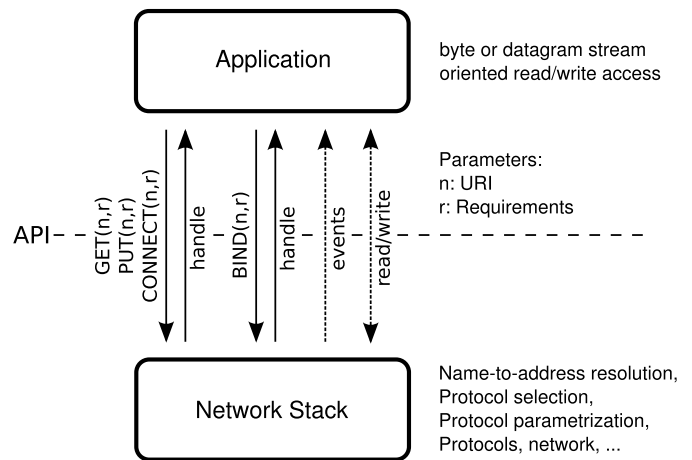 Application
byte or datagram stream
oriented read/write access
Parameters:
n: URI
r: Requirements
API
GET(n,r)
PUT(n,r)
CONNECT(n,r)
handle
BIND(n,r)
handle
events
read/write
Network Stack
Name-to-address resolution,
Protocol selection,
Protocol parametrization,
Protocols, network, ...